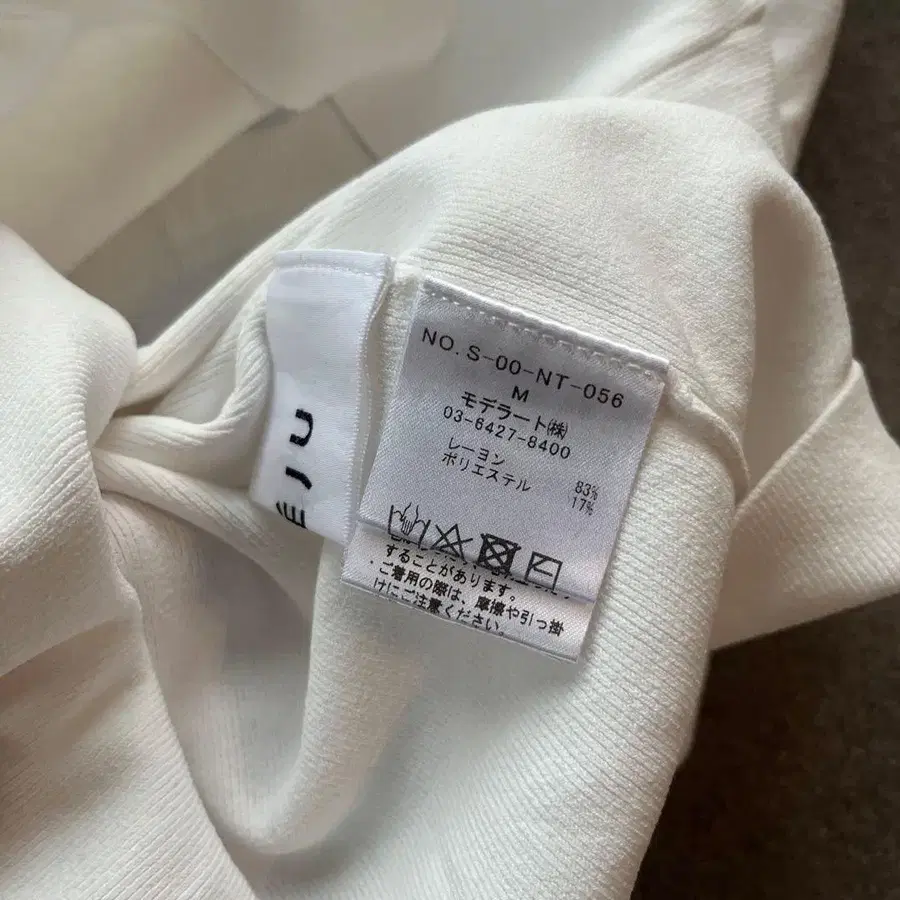 ÉJU
NO.S-00-NT-056
M
モデラート㈱
03-6427-8400
レーヨン 83%
ポリエステル 17%
することがあります。
・ご着用の際は、摩擦や引っ掛
けにご注意ください。